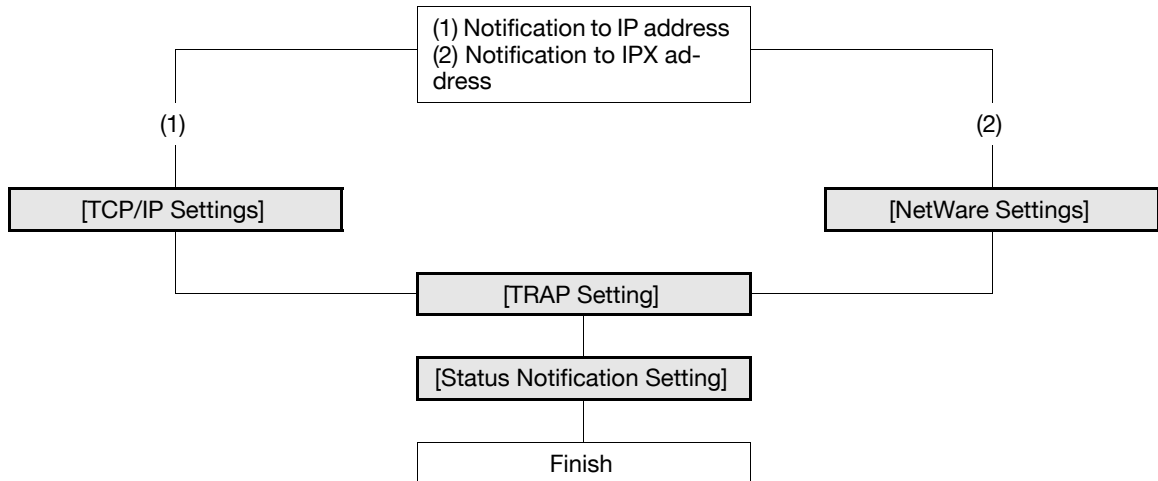 (1) Notification to IP address
(2) Notification to IPX ad-
dress
(1)
(2)
[TCP/IP Settings]
[NetWare Settings]
[TRAP Setting]
[Status Notification Setting]
Finish